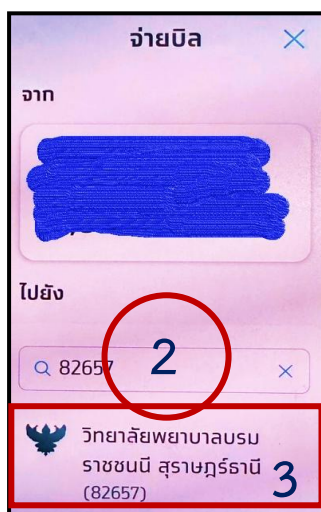 จ่ายบิล
จาก
ไปยัง
82657
2
วิทยาลัยพยาบาลบรม
ราชชนนี สุราษฎร์ธานี
(82657)
3